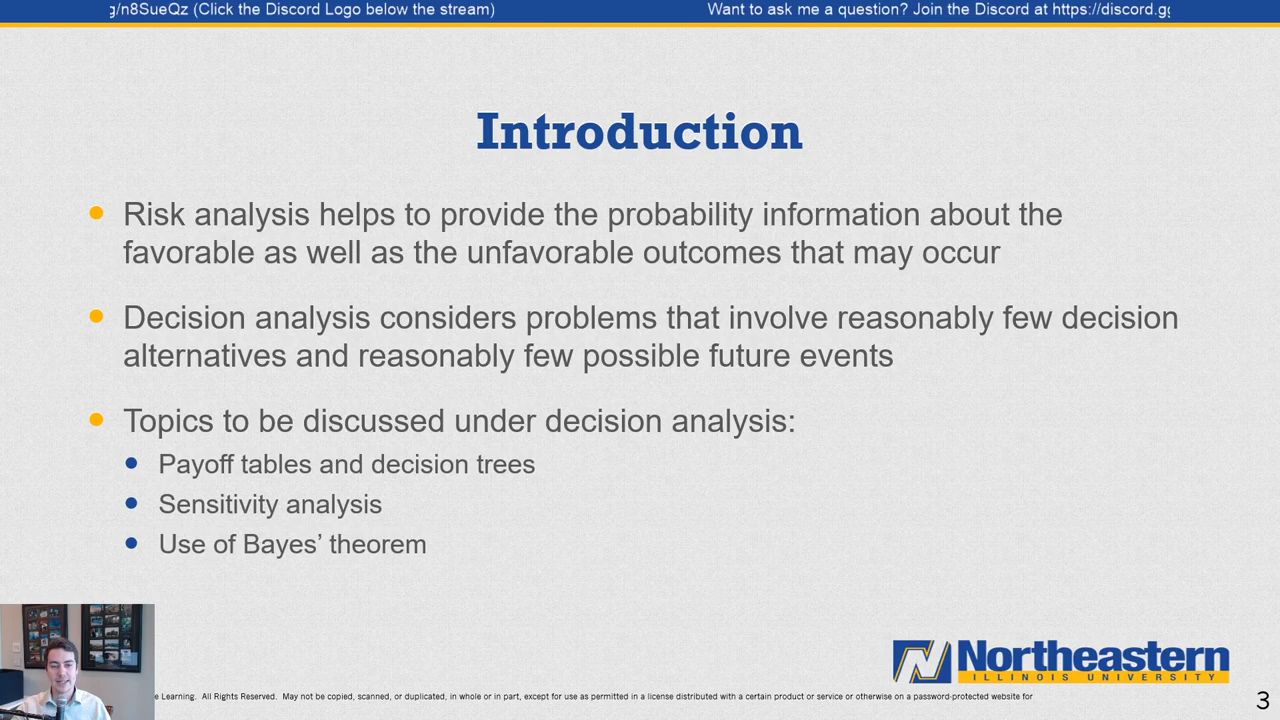 g/n8SueQz (Click the Discord Logo below the stream) Want to ask me a question? Join the Discord at https://discord.gg
Introduction
Risk analysis helps to provide the probability information about the
favorable as well as the unfavorable outcomes that may occur
Decision analysis considers problems that involve reasonably few decision
alternatives and reasonably few possible future events
Topics to be discussed under decision analysis:
Payoff tables and decision trees
Sensitivity analysis
Use of Bayes’ theorem
N Northeastern
ILLINOIS UNIVERSITY
e Learning. All Rights Reserved. May not be copied, scanned, or duplicated, in whole or in part, except for use as permitted in a license distributed with a certain product or service or otherwise on a password-protected website for
3